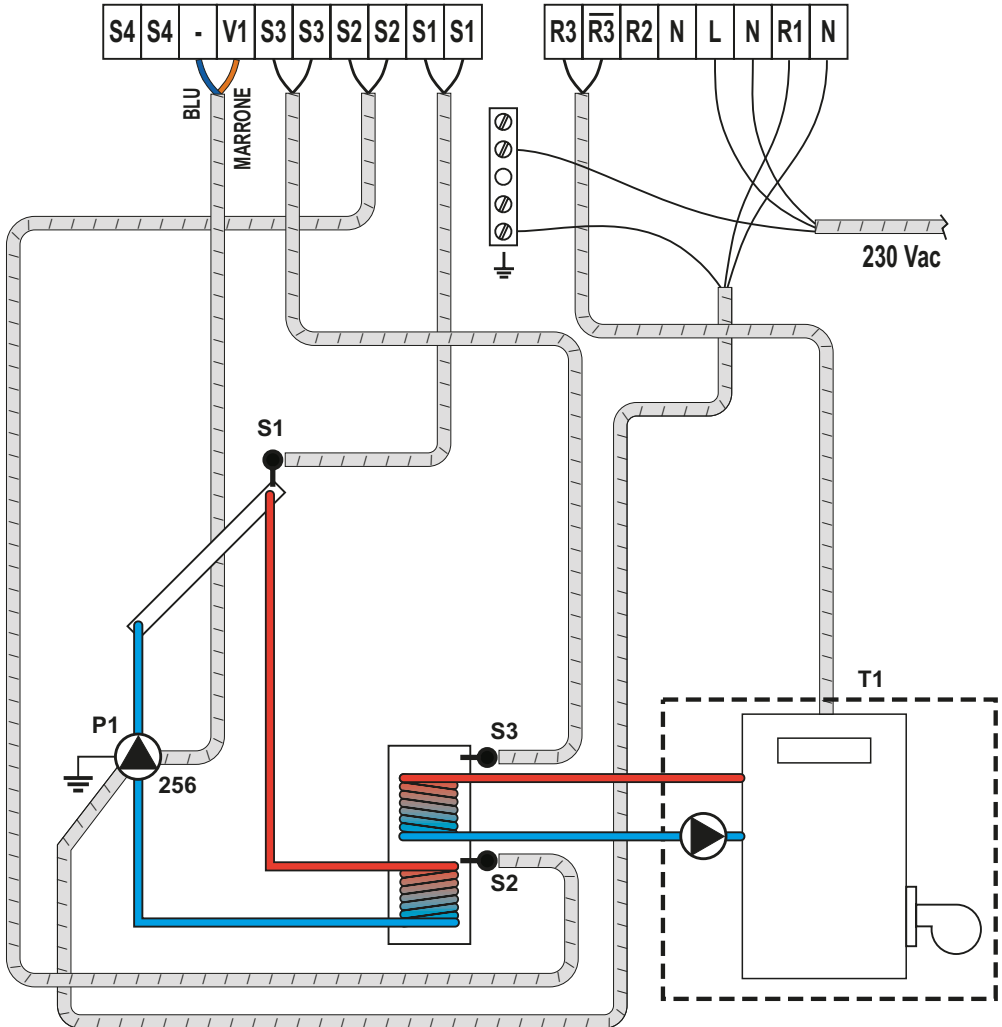 S4 S4 - V1 S3 S3 S2 S2 S1 S1
R3 R̅3̅ R2 N L N R1 N
BLU
MARRONE
230 Vac
S1
T1
P1
256
S3
S2